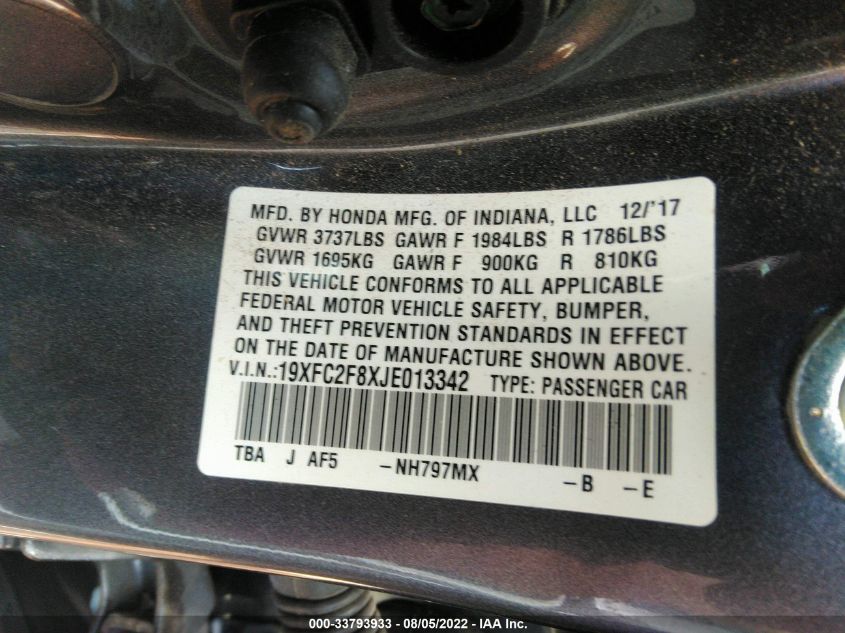 MFD. BY HONDA MFG. OF INDIANA, LLC 12/'17
GVWR 3737LBS GAWR F 1984LBS R 1786LBS
GVWR 1695KG GAWR F 900KG R 810KG
THIS VEHICLE CONFORMS TO ALL APPLICABLE
FEDERAL MOTOR VEHICLE SAFETY, BUMPER,
AND THEFT PREVENTION STANDARDS IN EFFECT
ON THE DATE OF MANUFACTURE SHOWN ABOVE.
V.I.N.:19XFC2F8XJE013342 TYPE: PASSENGER CAR
TBA J AF5 -NH797MX -B -E
000-33793933 - 08/05/2022 - IAA Inc.